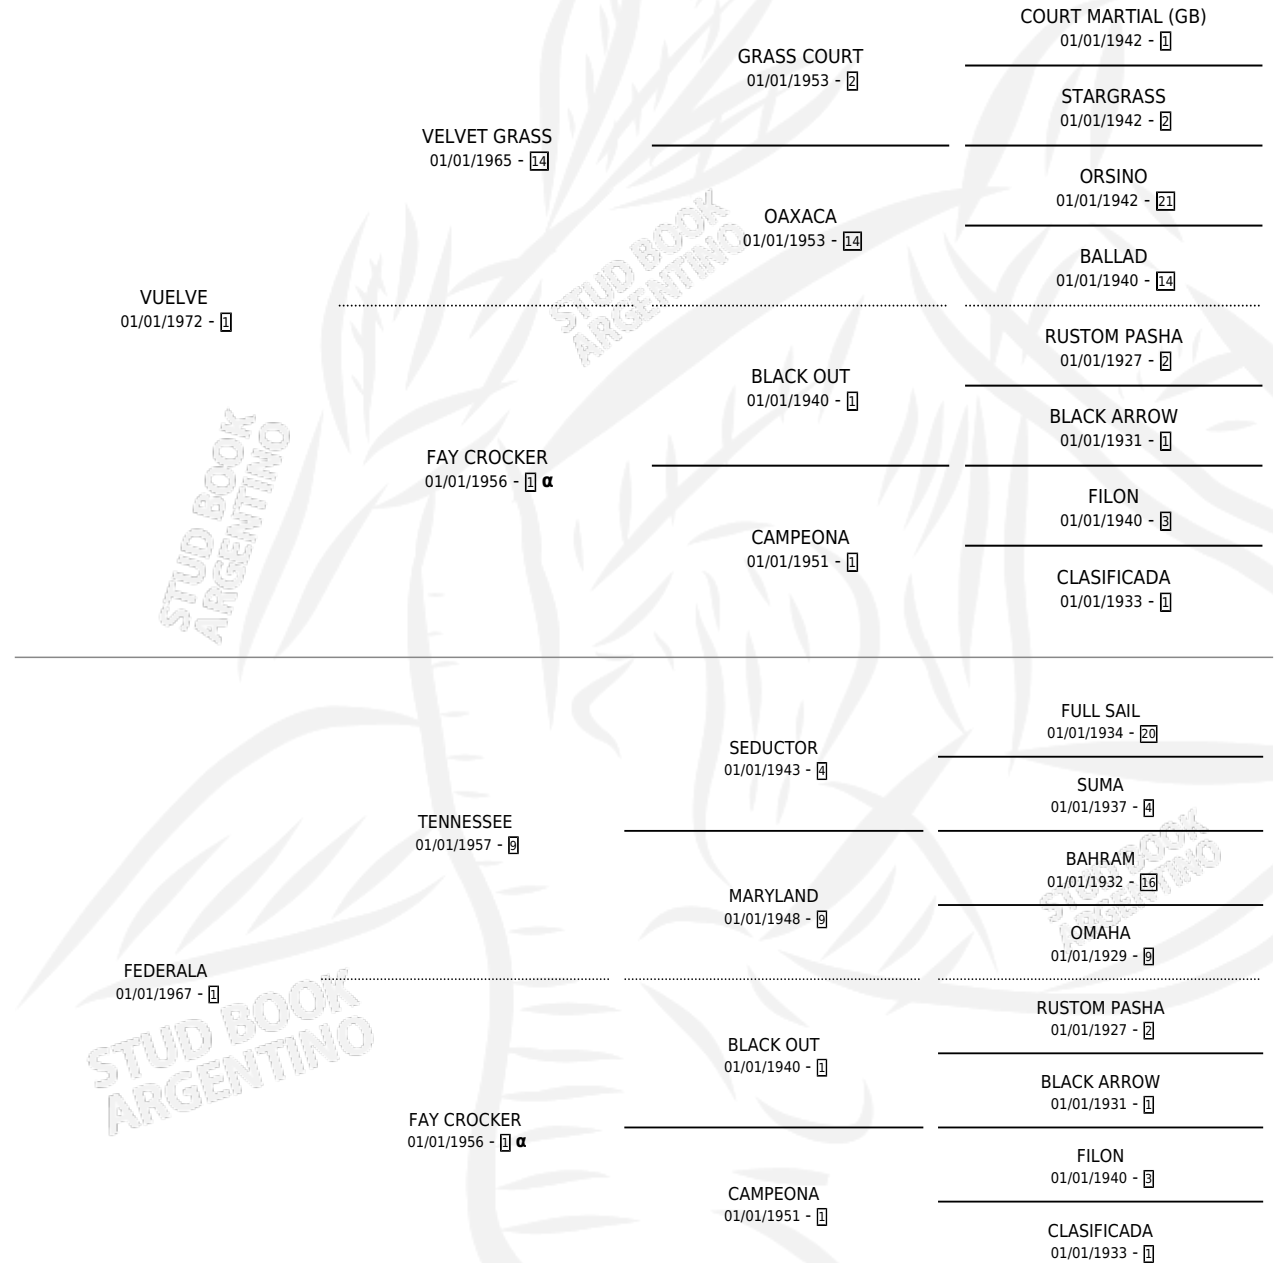 COURT MARTIAL (GB)
01/01/1942 - 1
GRASS COURT
01/01/1953 - 2
STARGRASS
01/01/1942 - 2
VELVET GRASS
01/01/1965 - 14
ORSINO
01/01/1942 - 21
OAXACA
01/01/1953 - 14
BALLAD
01/01/1940 - 14
VUELVE
01/01/1972 - 1
RUSTOM PASHA
01/01/1927 - 2
BLACK OUT
01/01/1940 - 1
BLACK ARROW
01/01/1931 - 1
FAY CROCKER
01/01/1956 - 1 α
FILON
01/01/1940 - 3
CAMPEONA
01/01/1951 - 1
CLASIFICADA
01/01/1933 - 1
FULL SAIL
01/01/1934 - 20
SEDUCTOR
01/01/1943 - 4
SUMA
01/01/1937 - 4
TENNESSEE
01/01/1957 - 9
BAHRAM
01/01/1932 - 16
MARYLAND
01/01/1948 - 9
OMAHA
01/01/1929 - 9
FEDERALA
01/01/1967 - 1
RUSTOM PASHA
01/01/1927 - 2
BLACK OUT
01/01/1940 - 1
BLACK ARROW
01/01/1931 - 1
FAY CROCKER
01/01/1956 - 1 α
FILON
01/01/1940 - 3
CAMPEONA
01/01/1951 - 1
CLASIFICADA
01/01/1933 - 1
STUD BOOK
ARGENTINO
STUD BOOK
ARGENTINO
STUD BOOK
ARGENTINO
STUD BOOK
ARGENTINO